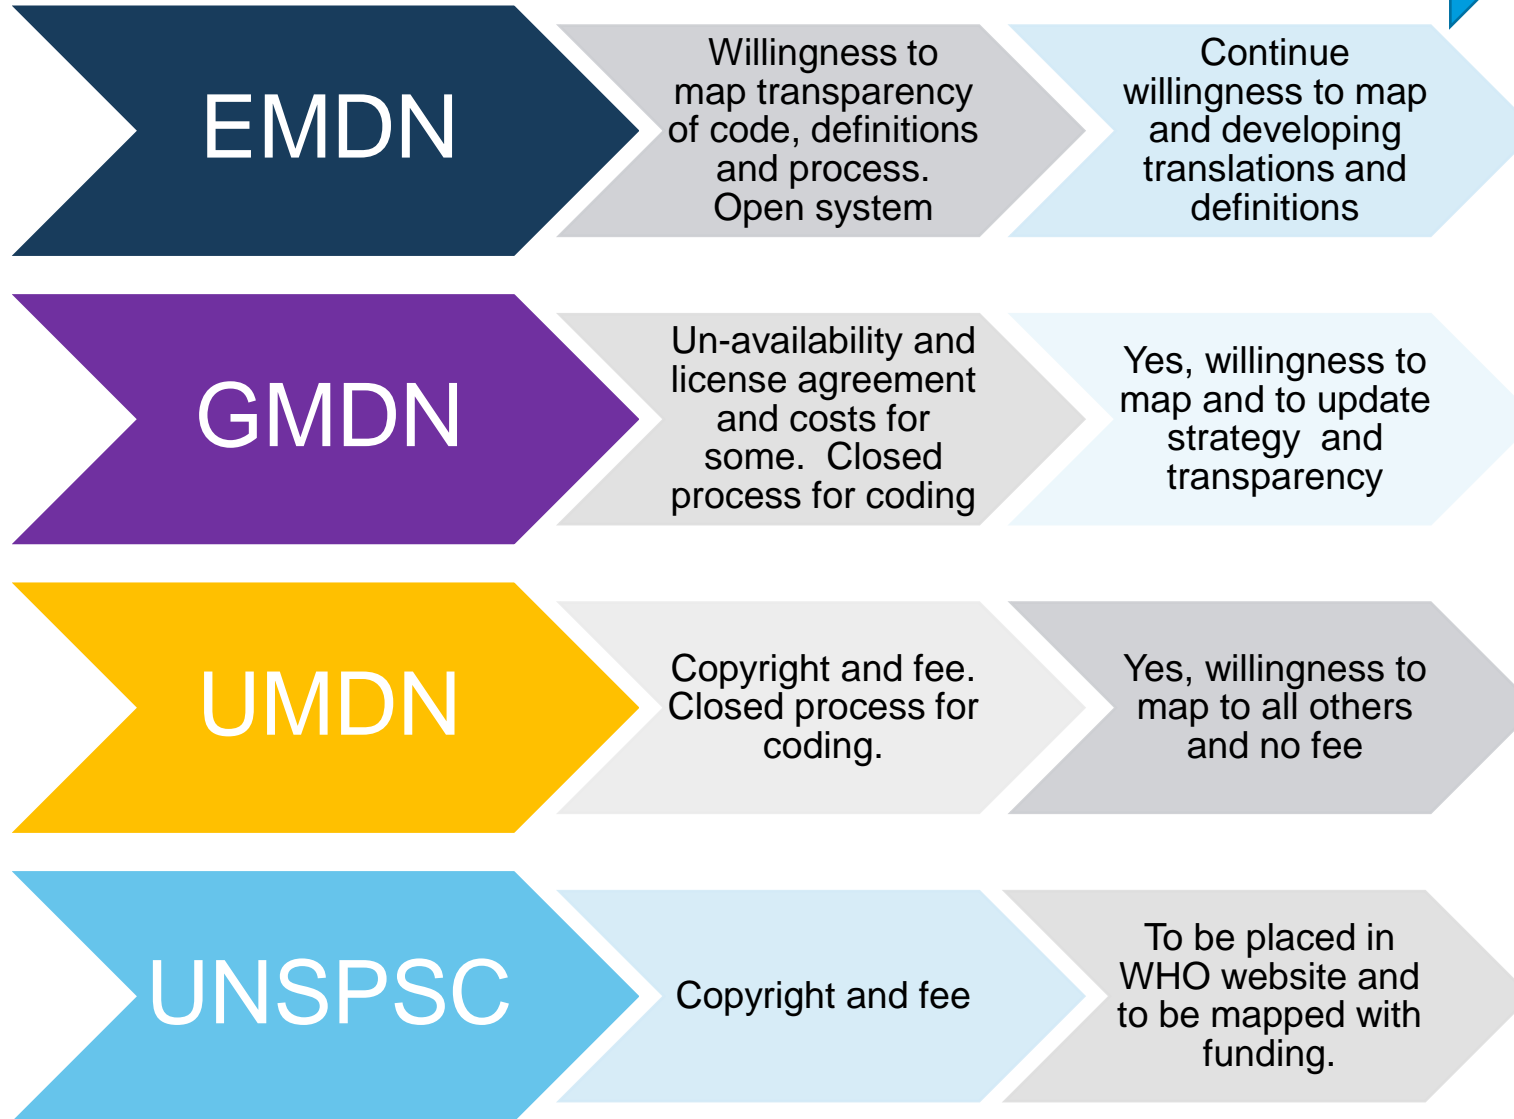 EMDN
Willingness to
map transparency
of code, definitions
and process.
Open system
Continue
willingness to map
and developing
translations and
definitions
GMDN
Un-availability and
license agreement
and costs for
some.  Closed
process for coding
Yes, willingness to
map and to update
strategy  and
transparency
UMDN
Copyright and fee.
Closed process for
coding.
Yes, willingness to
map to all others
and no fee
UNSPSC
Copyright and fee
To be placed in
WHO website and
to be mapped with
funding.